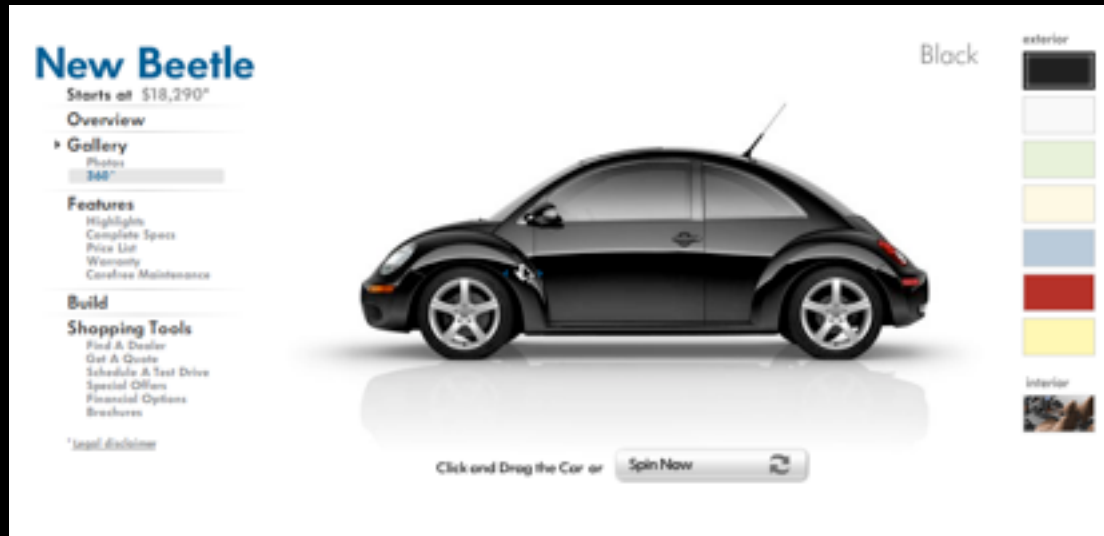 New Beetle
Starts at $18,290*
Overview
Gallery
Photos
360°
Features
Highlights
Complete Specs
Price List
Warranty
Carefree Maintenance
Build
Shopping Tools
Find A Dealer
Get A Quote
Schedule A Test Drive
Special Offers
Financial Options
Brochures
* Legal disclaimer
Black
exterior
interior
Click and Drag the Car or Spin Now